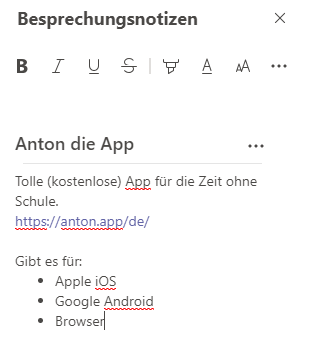 Besprechungsnotizen
B I U S A AA
Anton die App
Tolle (kostenlose) App für die Zeit ohne
Schule.
https://anton.app/de/
Gibt es für:
• Apple iOS
• Google Android
• Browser